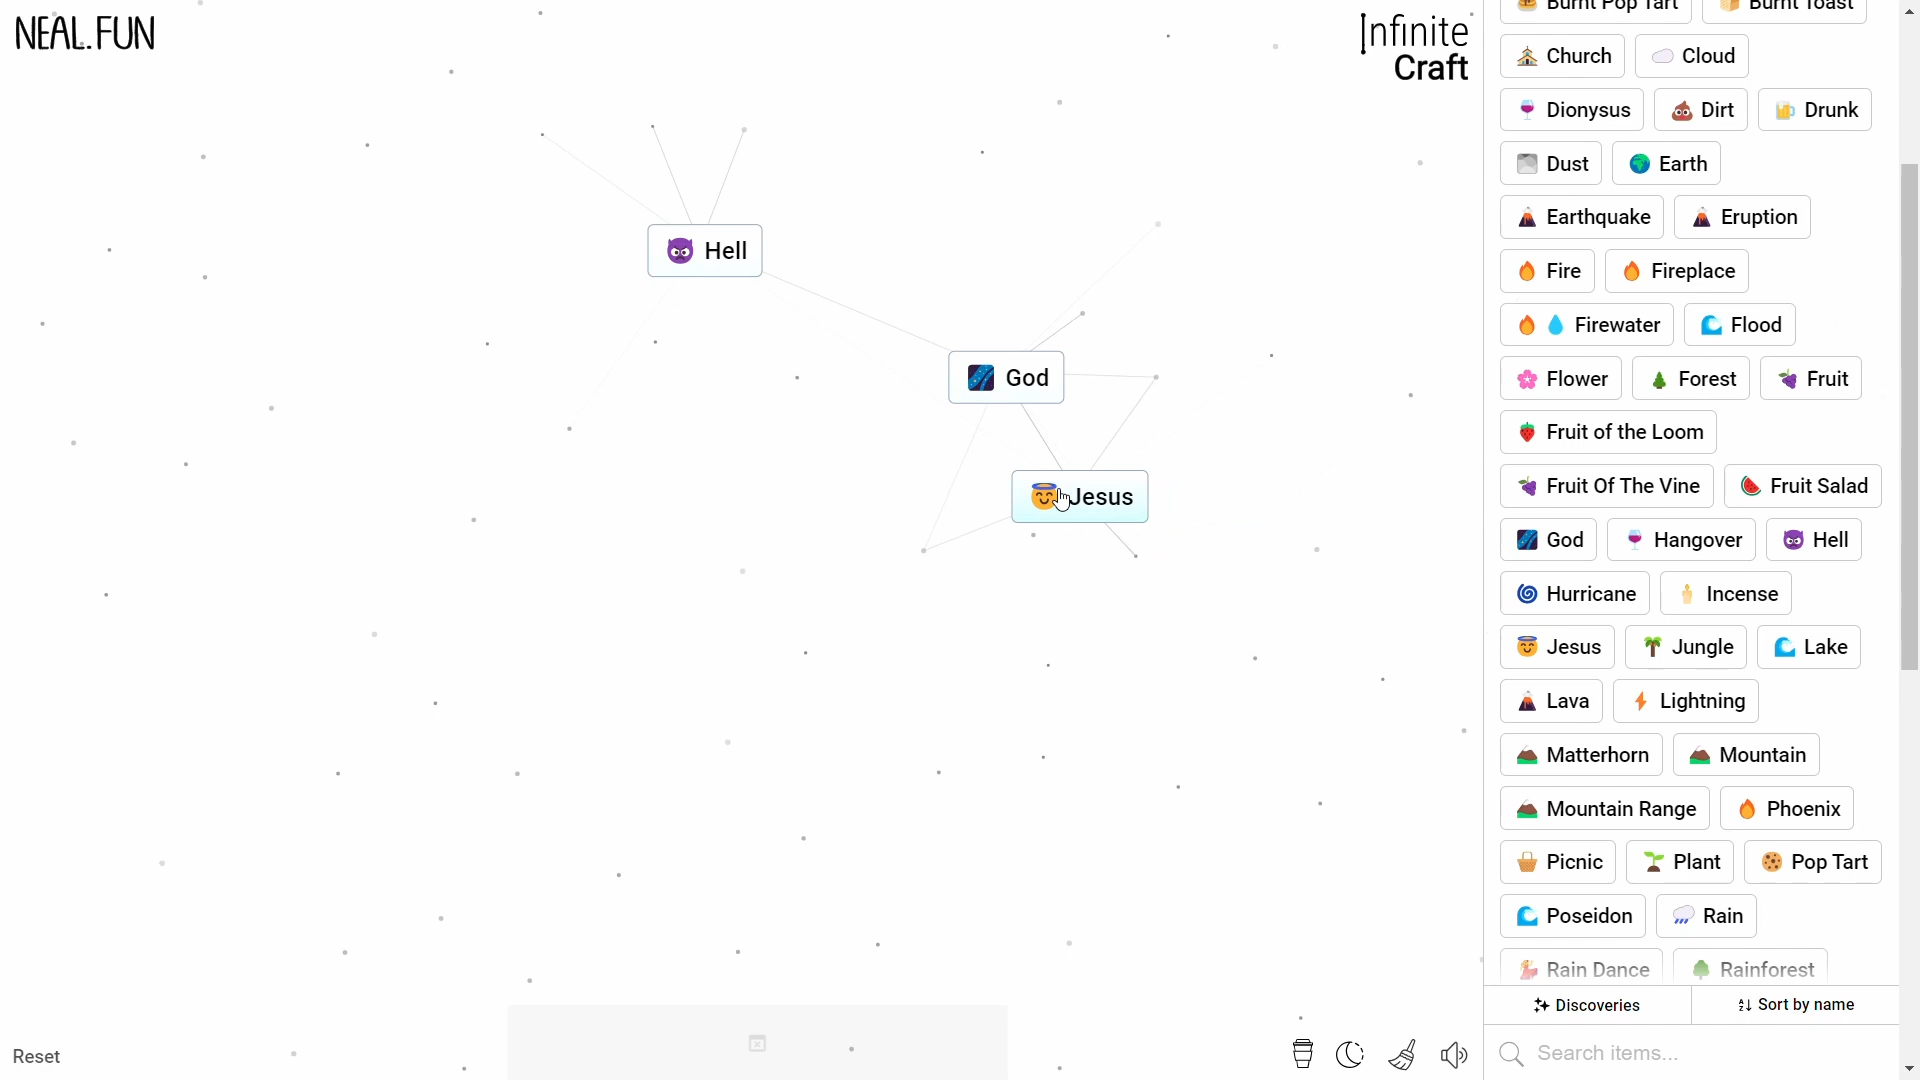 NEAL.FUN
Infinite
Craft
Hell
God
Jesus
Burnt Pop Tart Burnt Toast
Church Cloud
Dionysus Dirt Drunk
Dust Earth
Earthquake Eruption
Fire Fireplace
Firewater Flood
Flower Forest Fruit
Fruit of the Loom
Fruit Of The Vine Fruit Salad
God Hangover Hell
Hurricane Incense
Jesus Jungle Lake
Lava Lightning
Matterhorn Mountain
Mountain Range Phoenix
Picnic Plant Pop Tart
Poseidon Rain
Rain Dance Rainforest
Discoveries Sort by name
Search items...
Reset